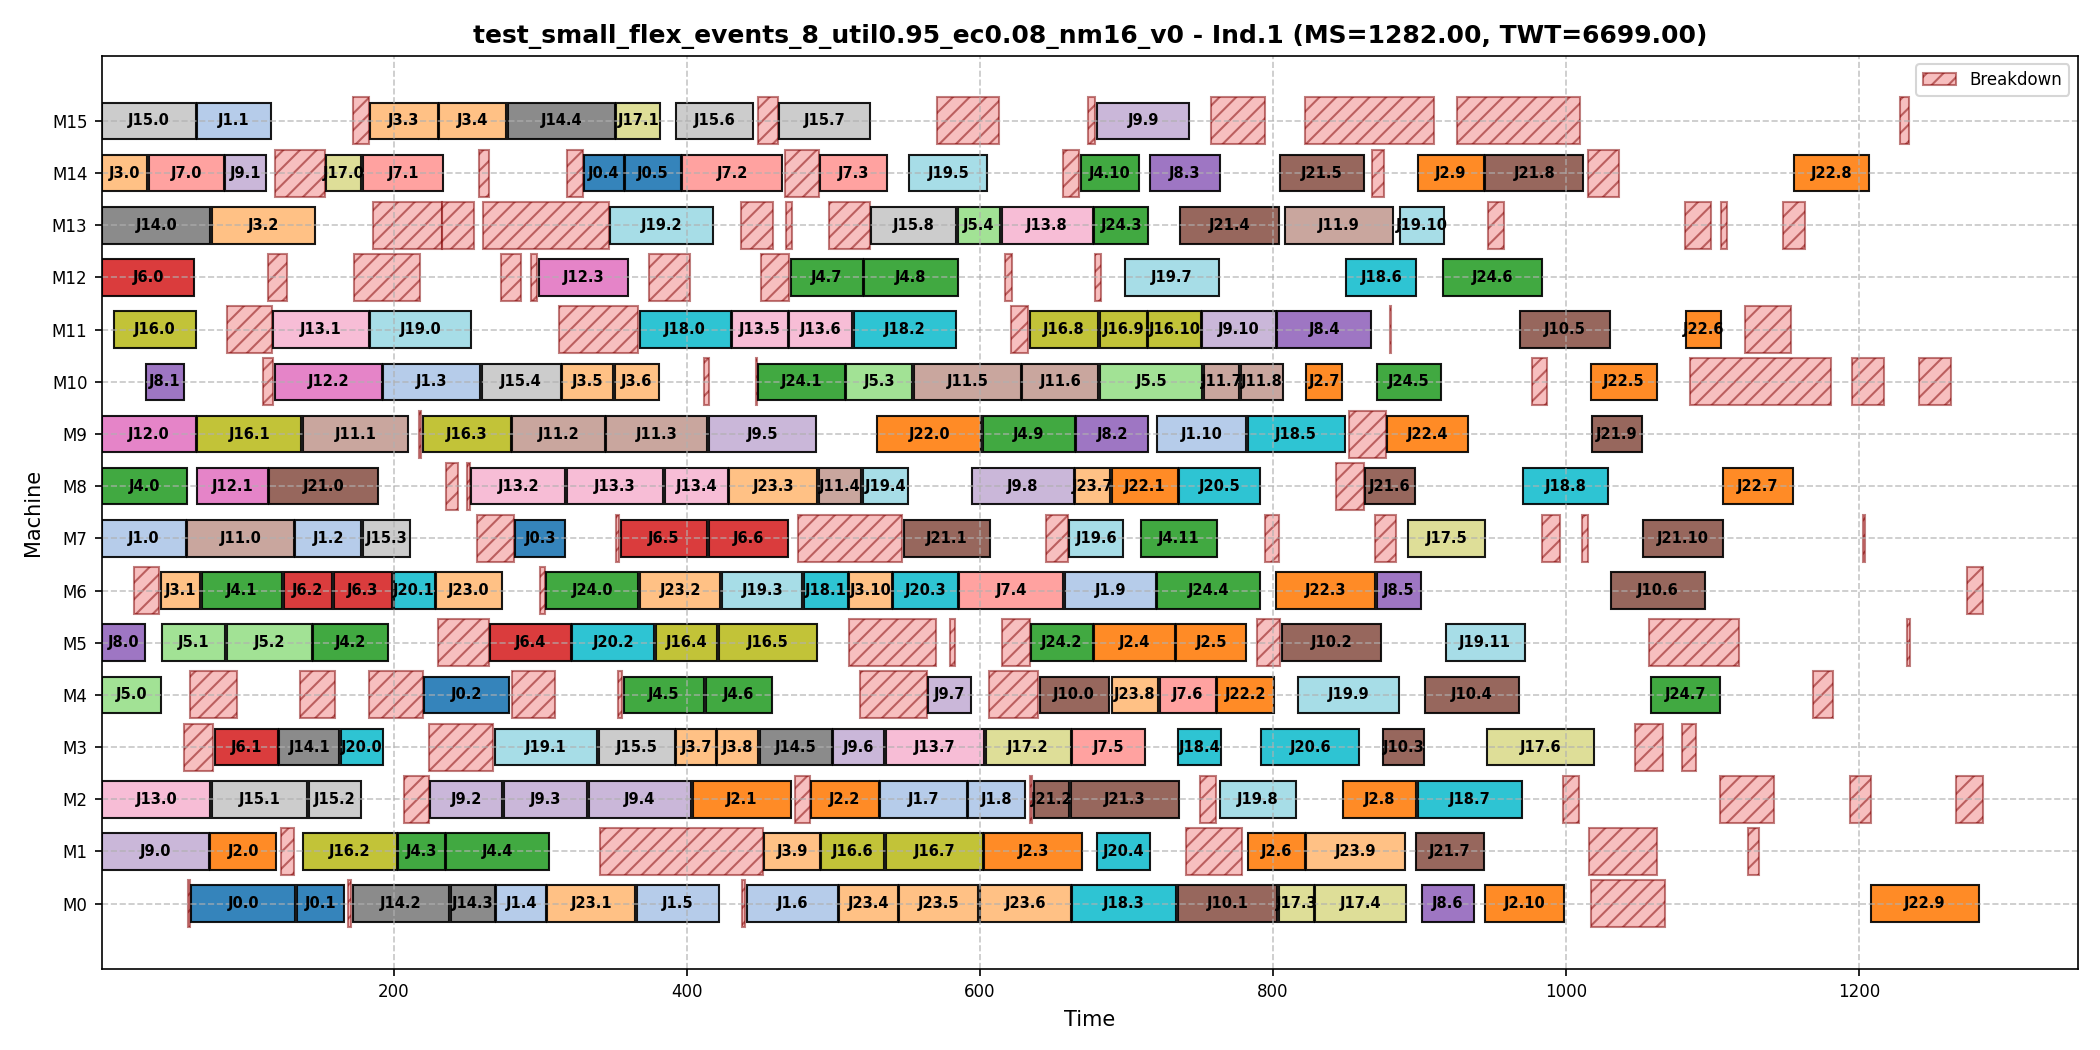 test_small_flex_events_8_util0.95_ec0.08_nm16_v0 - Ind.1 (MS=1282.00, TWT=6699.00)
Breakdown
M15 J15.0 J1.1 J3.3 J3.4 J14.4 J17.1 J15.6 J15.7 J9.9
M14 J3.0 J7.0 J9.1 J17.0 J7.1 J0.4 J0.5 J7.2 J7.3 J19.5 J4.10 J8.3 J21.5 J2.9 J21.8 J22.8
M13 J14.0 J3.2 J19.2 J15.8 J5.4 J13.8 J24.3 J21.4 J11.9 J19.10
M12 J6.0 J12.3 J4.7 J4.8 J19.7 J18.6 J24.6
M11 J16.0 J13.1 J19.0 J18.0 J13.5 J13.6 J18.2 J16.8 J16.9 J16.10 J9.10 J8.4 J10.5 J22.6
M10 J8.1 J12.2 J1.3 J15.4 J3.5 J3.6 J24.1 J5.3 J11.5 J11.6 J5.5 J11.7 J11.8 J2.7 J24.5 J22.5
M9 J12.0 J16.1 J11.1 J16.3 J11.2 J11.3 J9.5 J22.0 J4.9 J8.2 J1.10 J18.5 J22.4 J21.9
M8 J4.0 J12.1 J21.0 J13.2 J13.3 J13.4 J23.3 J11.4 J19.4 J9.8 J23.7 J22.1 J20.5 J21.6 J18.8 J22.7
M7 J1.0 J11.0 J1.2 J15.3 J0.3 J6.5 J6.6 J21.1 J19.6 J4.11 J17.5 J21.10
M6 J3.1 J4.1 J6.2 J6.3 J20.1 J23.0 J24.0 J23.2 J19.3 J18.1 J3.10 J20.3 J7.4 J1.9 J24.4 J22.3 J8.5 J10.6
M5 J8.0 J5.1 J5.2 J4.2 J6.4 J20.2 J16.4 J16.5 J24.2 J2.4 J2.5 J10.2 J19.11
M4 J5.0 J0.2 J4.5 J4.6 J9.7 J10.0 J23.8 J7.6 J22.2 J19.9 J10.4 J24.7
M3 J6.1 J14.1 J20.0 J19.1 J15.5 J3.7 J3.8 J14.5 J9.6 J13.7 J17.2 J7.5 J18.4 J20.6 J10.3 J17.6
M2 J13.0 J15.1 J15.2 J9.2 J9.3 J9.4 J2.1 J2.2 J1.7 J1.8 J21.2 J21.3 J19.8 J2.8 J18.7
M1 J9.0 J2.0 J16.2 J4.3 J4.4 J3.9 J16.6 J16.7 J2.3 J20.4 J2.6 J23.9 J21.7
M0 J0.0 J0.1 J14.2 J14.3 J1.4 J23.1 J1.5 J1.6 J23.4 J23.5 J23.6 J18.3 J10.1 J17.3 J17.4 J8.6 J2.10 J22.9
Machine
200 400 600 800 1000 1200
Time